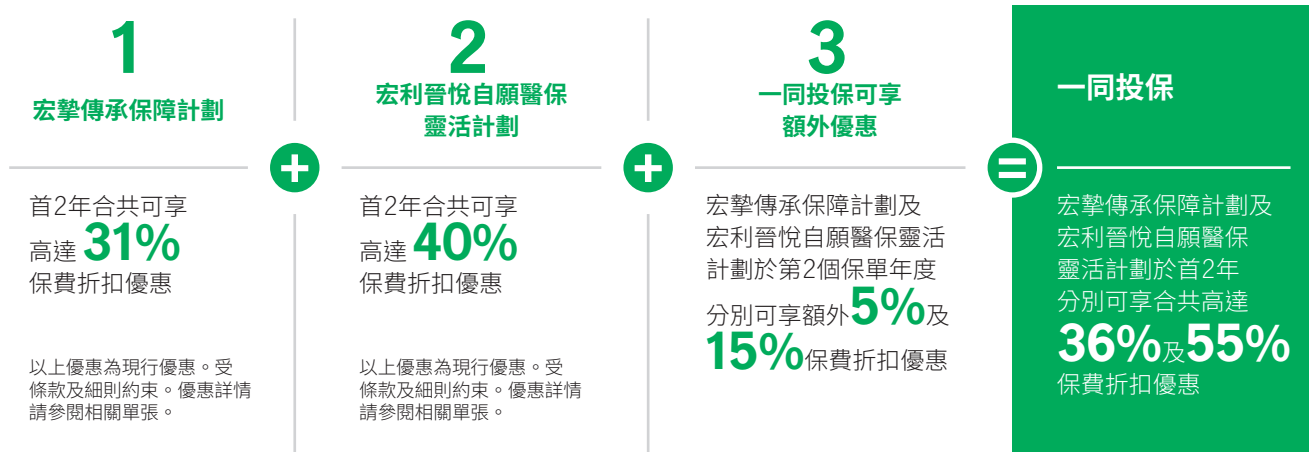 1
宏摯傳承保障計劃
首2年合共可享
高達 31%
保費折扣優惠
以上優惠為現行優惠。受
條款及細則約束。優惠詳情
請參閱相關單張。
+
2
宏利晉悅自願醫保
靈活計劃
首2年合共可享
高達 40%
保費折扣優惠
以上優惠為現行優惠。受
條款及細則約束。優惠詳情
請參閱相關單張。
+
3
一同投保可享
額外優惠
宏摯傳承保障計劃及
宏利晉悅自願醫保靈活
計劃於第2個保單年度
分別可享額外5%及
15%保費折扣優惠
=
一同投保
宏摯傳承保障計劃及
宏利晉悅自願醫保
靈活計劃於首2年
分別可享合共高達
36%及55%
保費折扣優惠